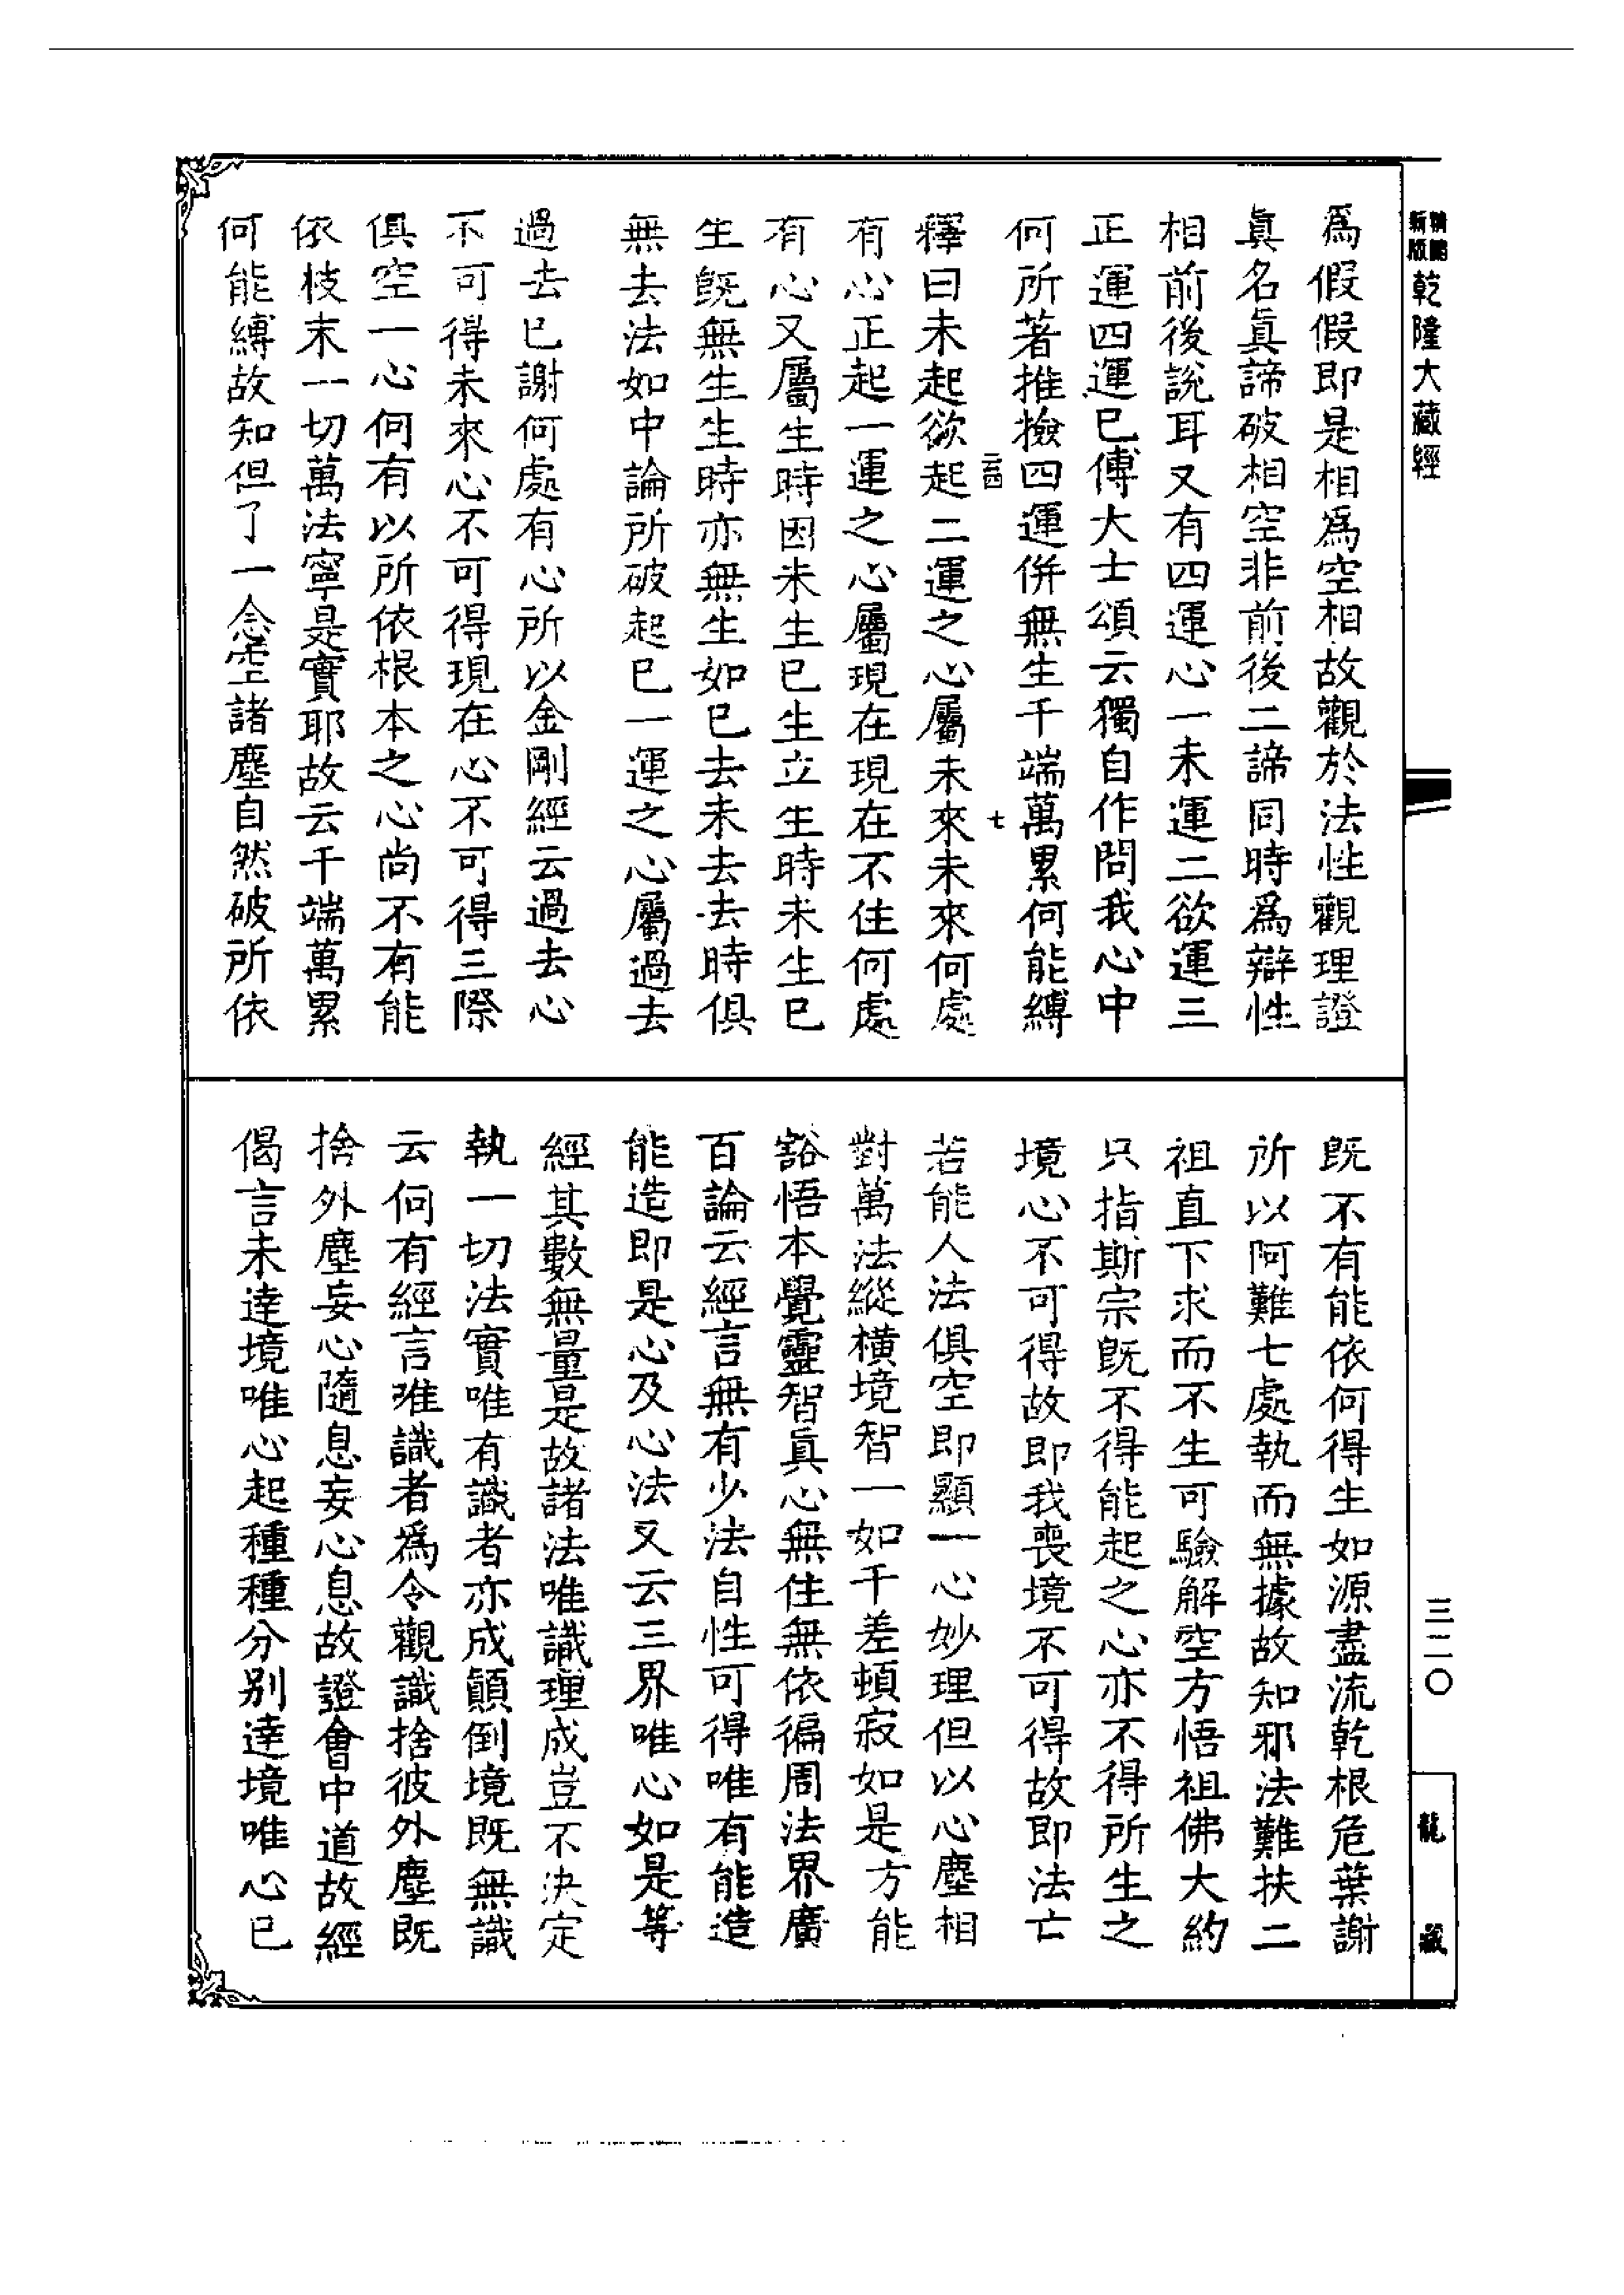 新版
乾隆大藏經
為假假即是相為空相故觀於法性觀理證
真名真諦破相空非前後二諦同時為辯性
相前後說耳又有四運心一未運二欲運三
正運四運已傅大士頌云獨自作問我心中
何所著推撿四運併無生千端萬累何能縛
云四
七
釋曰未起欲起二運之心屬未來未來何處
有心正起一運之心屬現在現在不住何處
有心又屬生時因未生已生立生時未生已
生既無生生時亦無生如已去未去去時俱
無去法如中論所破起已一運之心屬過去
過去已謝何處有心所以金剛經云過去心
不可得未來心不可得現在心不可得三際
俱空一心何有以所依根本之心尚不有能
依枝末一切萬法寧是實耶故云千端萬累
何能縛故知但了一念空諸塵自然破所依
既不有能依何得生如源盡流乾根危葉謝
所以阿難七處執而無據故知邪法難扶二
祖直下求而不生可驗解空方悟祖佛大約
只指斯宗既不得能起之心亦不得所生之
境心不可得故即我喪境不可得故即法亡
若能人法俱空即顯一心妙理但以心塵相
對萬法縱橫境智一如千差頓寂如是方能
豁悟本覺靈智真心無住無依徧周法界廣
百論云經言無有少法自性可得唯有能造
能造即是心及心法又云三界唯心如是等
經其數無量是故諸法唯識理成豈不決定
執一切法實唯有識者亦成顛倒境既無識
云何有經言唯識者為令觀識捨彼外塵既
捨外塵妄心隨息妄心息故證會中道故經
偈言未達境唯心起種種分別達境唯心已
三二〇
龍
藏